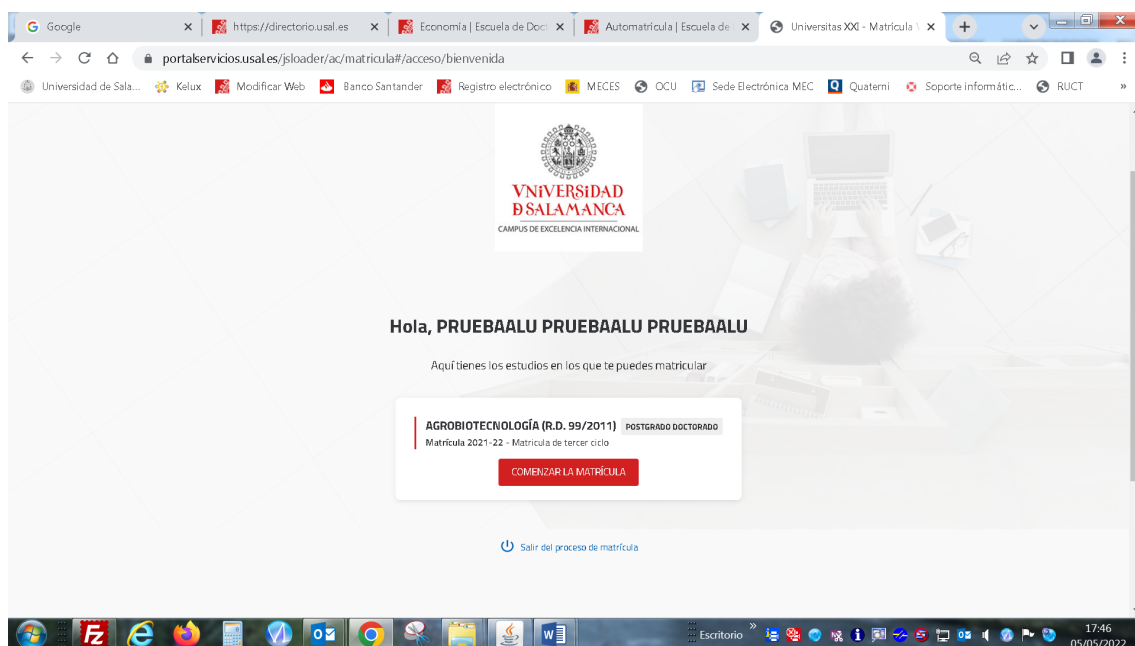 Google
https://directorio.usal.es
Economía | Escuela de Doc
Automatrícula | Escuela de
Universitas XXI - Matrícula
portalservicios.usal.es/jsloader/ac/matricula#/acceso/bienvenida
Universidad de Sala... Kelux Modificar Web Banco Santander Registro electrónico MECES OCU Sede Electrónica MEC Quaterni Soporte informátic... RUCT »
VNiVERSiDAD
D SALAMANCA
CAMPUS DE EXCELENCIA INTERNACIONAL
Hola, PRUEBAALU PRUEBAALU PRUEBAALU
Aquí tienes los estudios en los que te puedes matricular
AGROBIOTECNOLOGÍA (R.D. 99/2011) POSTGRADO DOCTORADO
Matrícula 2021-22 - Matricula de tercer ciclo
COMENZAR LA MATRÍCULA
Salir del proceso de matrícula
Escritorio »
17:46
05/05/2022